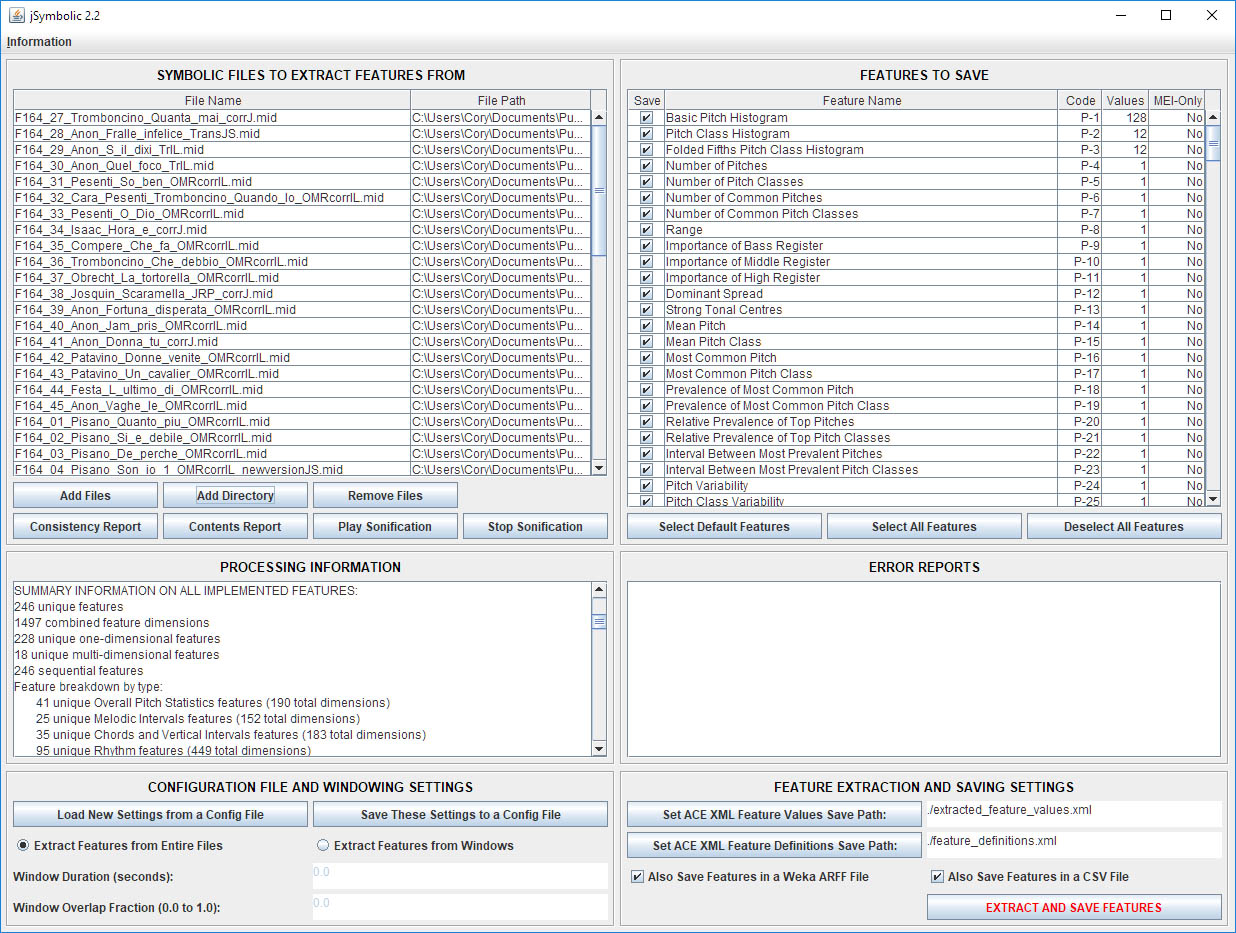 jSymbolic 2.2
Information
SYMBOLIC FILES TO EXTRACT FEATURES FROM
File Name File Path
F164_27_Tromboncino_Quanta_mai_corrJ.mid C:\Users\Cory\Documents\Pu...
F164_28_Anon_Fralle_infelice_TransJS.mid C:\Users\Cory\Documents\Pu...
F164_29_Anon_S_il_dixi_TrIL.mid C:\Users\Cory\Documents\Pu...
F164_30_Anon_Quel_foco_TrIL.mid C:\Users\Cory\Documents\Pu...
F164_31_Pesenti_So_ben_OMRcorrIL.mid C:\Users\Cory\Documents\Pu...
F164_32_Cara_Pesenti_Tromboncino_Quando_lo_OMRcorrIL.mid C:\Users\Cory\Documents\Pu...
F164_33_Pesenti_O_Dio_OMRcorrIL.mid C:\Users\Cory\Documents\Pu...
F164_34_Isaac_Hora_e_corrJ.mid C:\Users\Cory\Documents\Pu...
F164_35_Compere_Che_fa_OMRcorrIL.mid C:\Users\Cory\Documents\Pu...
F164_36_Tromboncino_Che_debbio_OMRcorrIL.mid C:\Users\Cory\Documents\Pu...
F164_37_Obrecht_La_tortorella_OMRcorrIL.mid C:\Users\Cory\Documents\Pu...
F164_38_Josquin_Scaramella_JRP_corrJ.mid C:\Users\Cory\Documents\Pu...
F164_39_Anon_Fortuna_disperata_OMRcorrIL.mid C:\Users\Cory\Documents\Pu...
F164_40_Anon_Jam_pris_OMRcorrIL.mid C:\Users\Cory\Documents\Pu...
F164_41_Anon_Donna_tu_corrJ.mid C:\Users\Cory\Documents\Pu...
F164_42_Patavino_Donne_venite_OMRcorrIL.mid C:\Users\Cory\Documents\Pu...
F164_43_Patavino_Un_cavalier_OMRcorrIL.mid C:\Users\Cory\Documents\Pu...
F164_44_Festa_L_ultimo_di_OMRcorrIL.mid C:\Users\Cory\Documents\Pu...
F164_45_Anon_Vaghe_le_OMRcorrIL.mid C:\Users\Cory\Documents\Pu...
F164_01_Pisano_Quanto_piu_OMRcorrIL.mid C:\Users\Cory\Documents\Pu...
F164_02_Pisano_Si_e_debile_OMRcorrIL.mid C:\Users\Cory\Documents\Pu...
F164_03_Pisano_De_perche_OMRcorrIL.mid C:\Users\Cory\Documents\Pu...
F164_04_Pisano_Son_io_1_OMRcorrIL_newversionJS.mid C:\Users\Cory\Documents\Pu...
Add Files Add Directory Remove Files
Consistency Report Contents Report Play Sonification Stop Sonification
FEATURES TO SAVE
Save Feature Name Code Values MEI-Only
Basic Pitch Histogram P-1 128 No
Pitch Class Histogram P-2 12 No
Folded Fifths Pitch Class Histogram P-3 12 No
Number of Pitches P-4 1 No
Number of Pitch Classes P-5 1 No
Number of Common Pitches P-6 1 No
Number of Common Pitch Classes P-7 1 No
Range P-8 1 No
Importance of Bass Register P-9 1 No
Importance of Middle Register P-10 1 No
Importance of High Register P-11 1 No
Dominant Spread P-12 1 No
Strong Tonal Centres P-13 1 No
Mean Pitch P-14 1 No
Mean Pitch Class P-15 1 No
Most Common Pitch P-16 1 No
Most Common Pitch Class P-17 1 No
Prevalence of Most Common Pitch P-18 1 No
Prevalence of Most Common Pitch Class P-19 1 No
Relative Prevalence of Top Pitches P-20 1 No
Relative Prevalence of Top Pitch Classes P-21 1 No
Interval Between Most Prevalent Pitches P-22 1 No
Interval Between Most Prevalent Pitch Classes P-23 1 No
Pitch Variability P-24 1 No
Pitch Class Variability P-25 1 No
Select Default Features Select All Features Deselect All Features
PROCESSING INFORMATION
SUMMARY INFORMATION ON ALL IMPLEMENTED FEATURES:
246 unique features
1497 combined feature dimensions
228 unique one-dimensional features
18 unique multi-dimensional features
246 sequential features
Feature breakdown by type:
41 unique Overall Pitch Statistics features (190 total dimensions)
25 unique Melodic Intervals features (152 total dimensions)
35 unique Chords and Vertical Intervals features (183 total dimensions)
95 unique Rhythm features (449 total dimensions)
ERROR REPORTS
CONFIGURATION FILE AND WINDOWING SETTINGS
Load New Settings from a Config File Save These Settings to a Config File
Extract Features from Entire Files Extract Features from Windows
Window Duration (seconds): 0.0
Window Overlap Fraction (0.0 to 1.0): 0.0
FEATURE EXTRACTION AND SAVING SETTINGS
Set ACE XML Feature Values Save Path: ./extracted_feature_values.xml
Set ACE XML Feature Definitions Save Path: ./feature_definitions.xml
Also Save Features in a Weka ARFF File Also Save Features in a CSV File
EXTRACT AND SAVE FEATURES